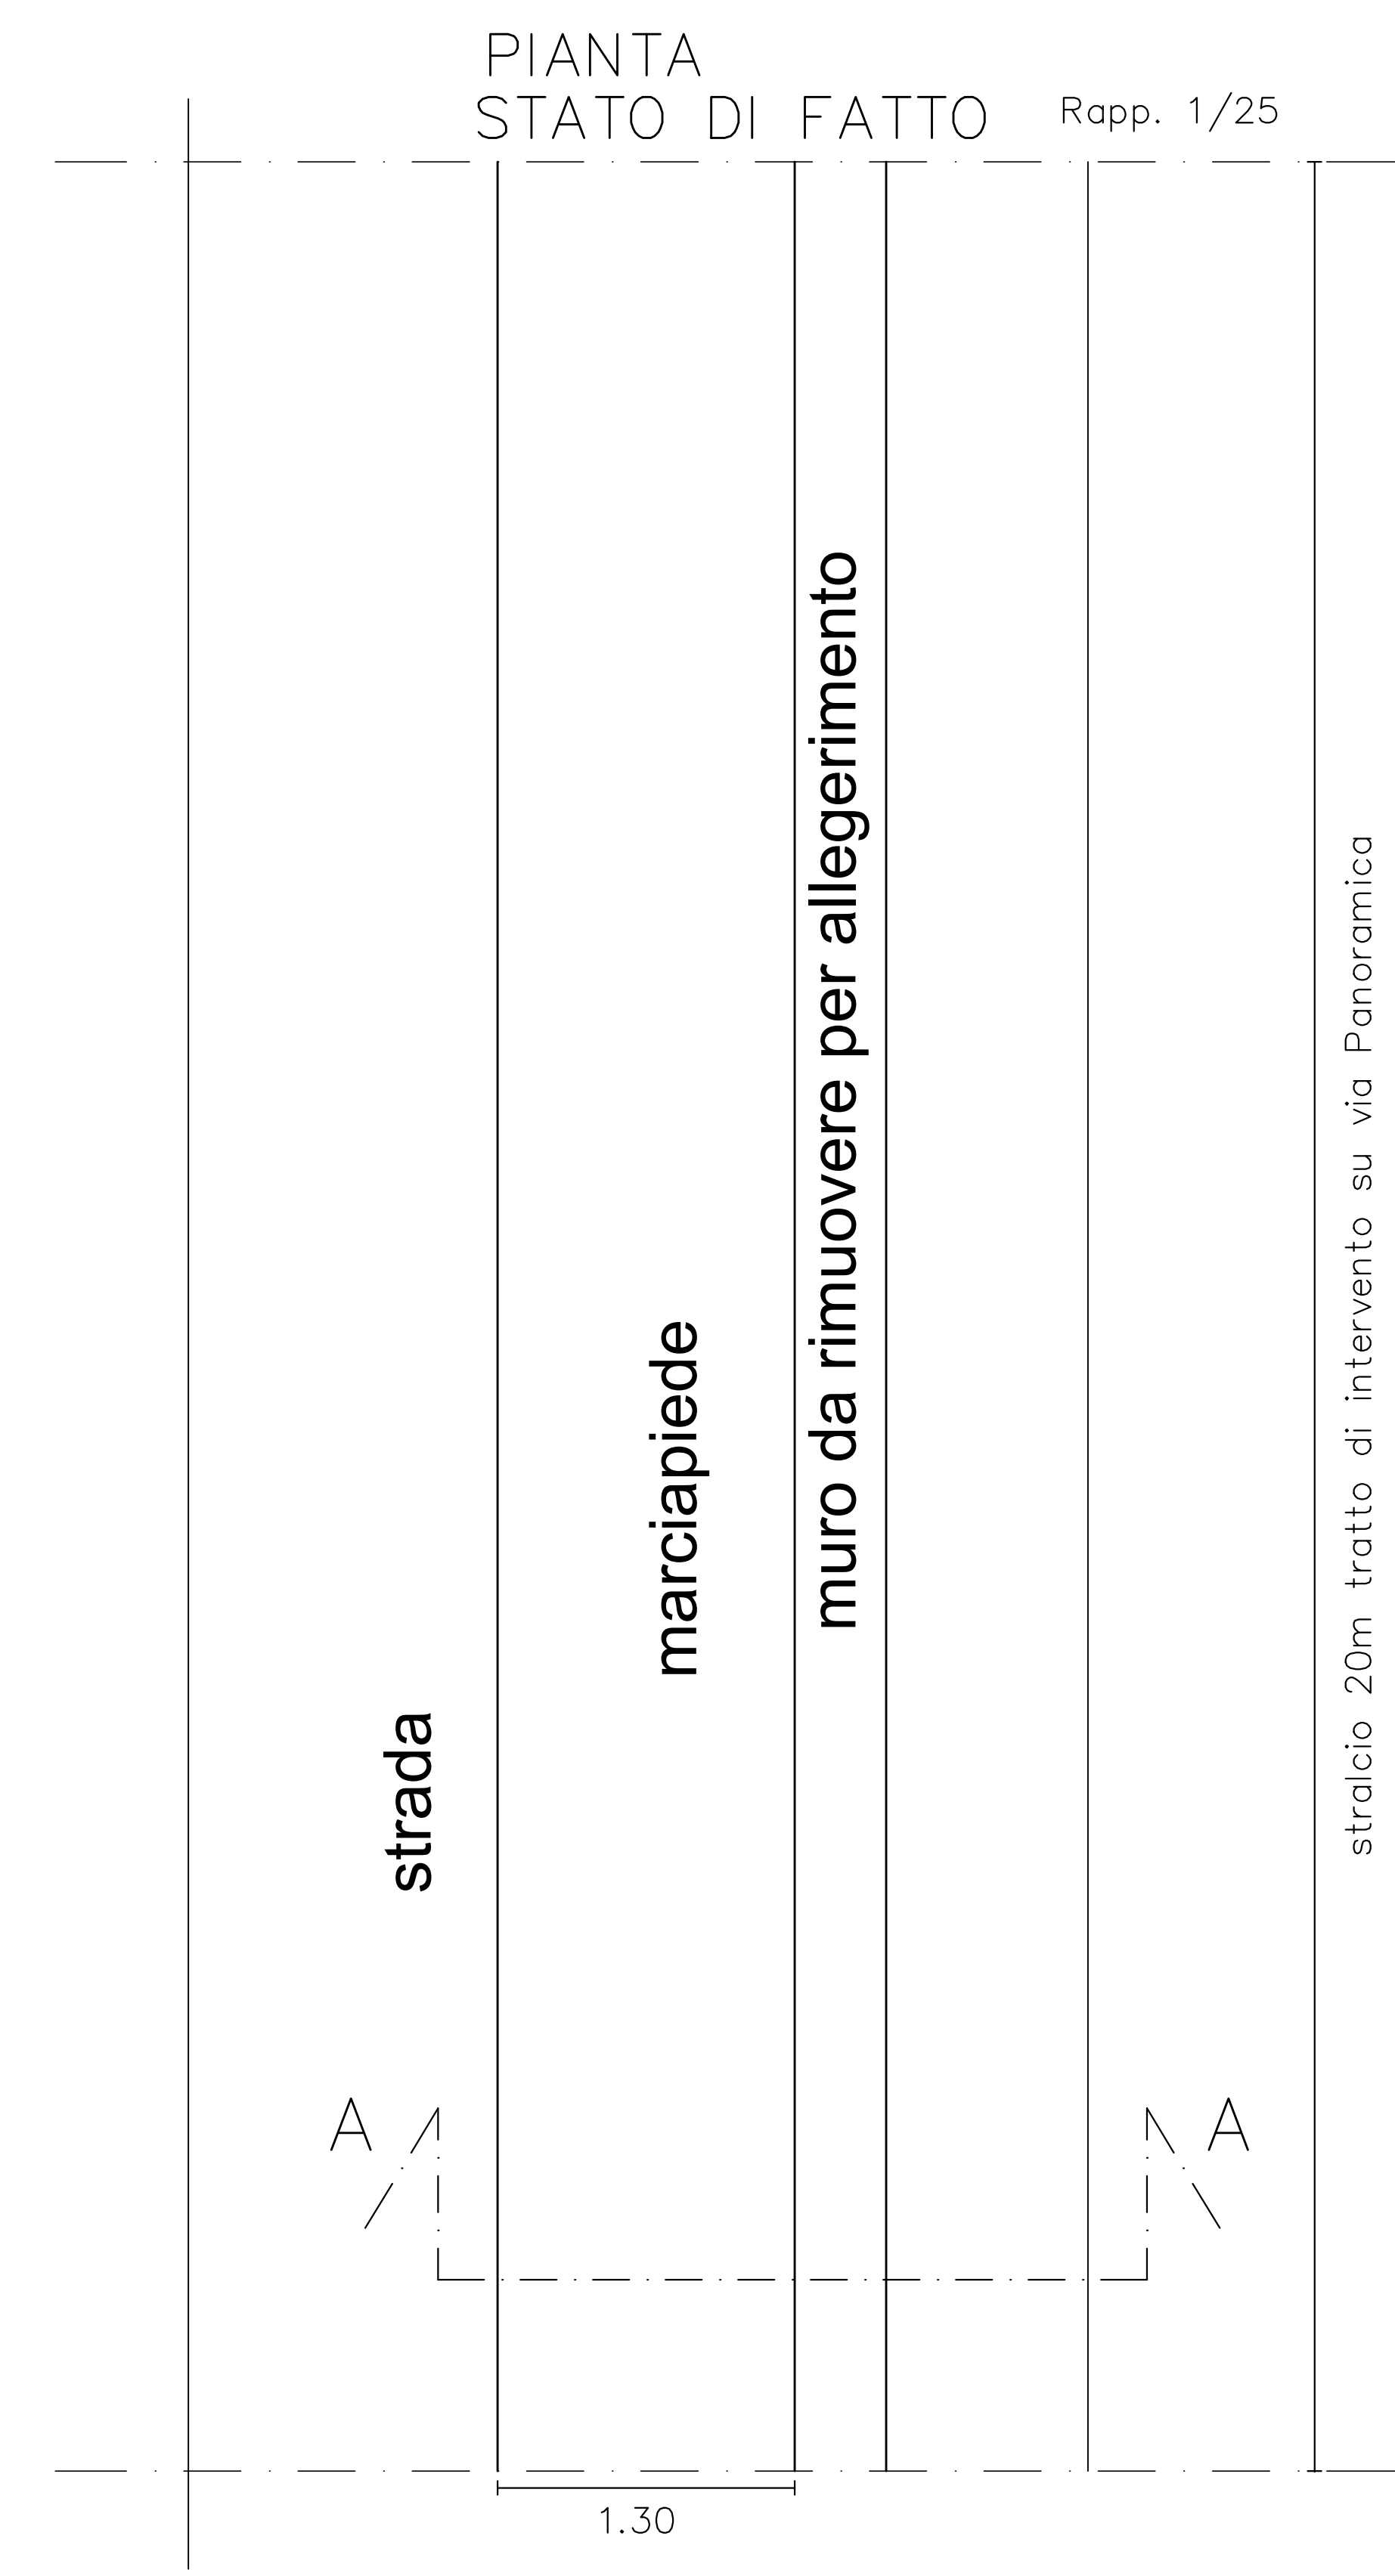 PIANTA
STATO DI FATTO
Rapp. 1/25
strada
marciapiede
muro da rimuovere per allegerimento
stralcio 20m tratto di intervento su via Panoramica
A
A
1.30